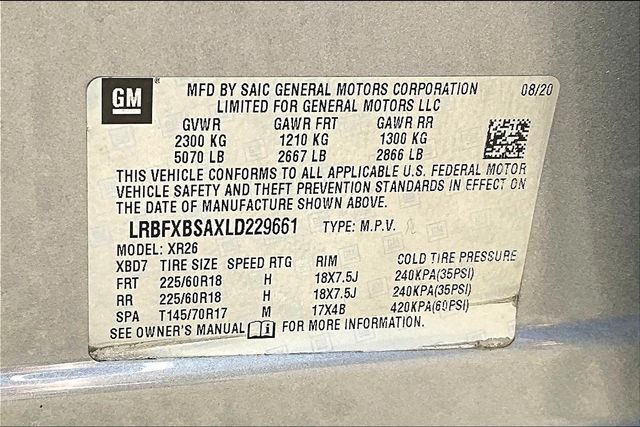 GM
MFD BY SAIC GENERAL MOTORS CORPORATION 08/20
LIMITED FOR GENERAL MOTORS LLC
GVWR GAWR FRT GAWR RR
2300 KG 1210 KG 1300 KG
5070 LB 2667 LB 2866 LB
THIS VEHICLE CONFORMS TO ALL APPLICABLE U.S. FEDERAL MOTOR
VEHICLE SAFETY AND THEFT PREVENTION STANDARDS IN EFFECT ON
THE DATE OF MANUFACTURE SHOWN ABOVE.
LRBFXBSAXLD229661 TYPE: M.P.V.
MODEL: XR26
XBD7 TIRE SIZE SPEED RTG RIM COLD TIRE PRESSURE
FRT 225/60R18 H 18X7.5J 240KPA(35PSI)
RR 225/60R18 H 18X7.5J 240KPA(35PSI)
SPA T145/70R17 M 17X4B 420KPA(60PSI)
SEE OWNER'S MANUAL FOR MORE INFORMATION.